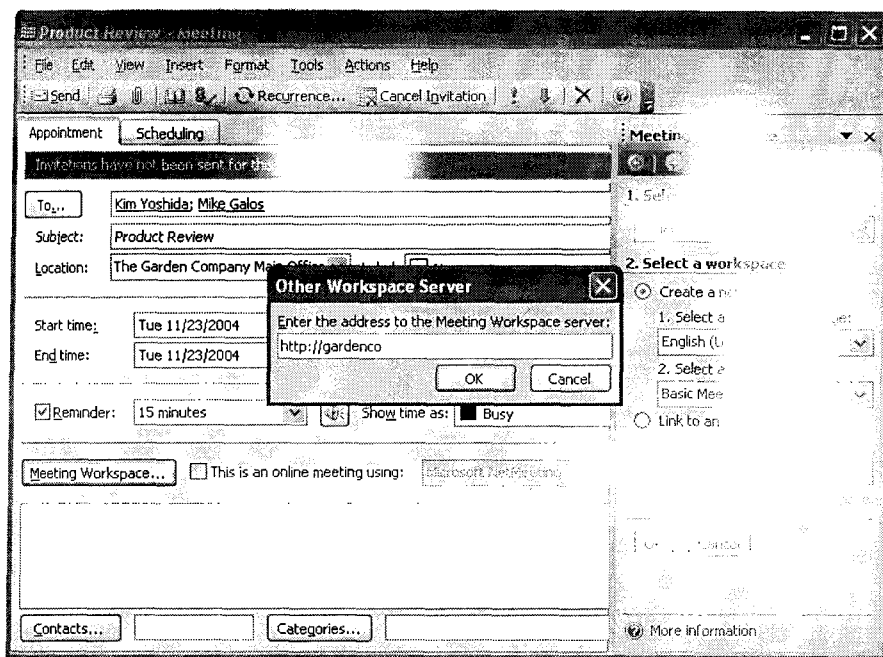 Product Review - Meeting
File Edit View Insert Format Tools Actions Help
Send Recurrence... Cancel Invitation
Appointment Scheduling
Invitations have not been sent for
To... Kim Yoshida; Mike Galos
Subject: Product Review
Location: The Garden Company Main Office
Start time: Tue 11/23/2004
End time: Tue 11/23/2004
Reminder: 15 minutes Show time as: Busy
Meeting Workspace... This is an online meeting using: Microsoft NetMeeting
Contacts... Categories...
Other Workspace Server
Enter the address to the Meeting Workspace server:
http://gardenco
OK Cancel
1.
2. Select a workspace
Create a
1. Select a
English
2. Select
Basic
Link to an
Cancel
More information